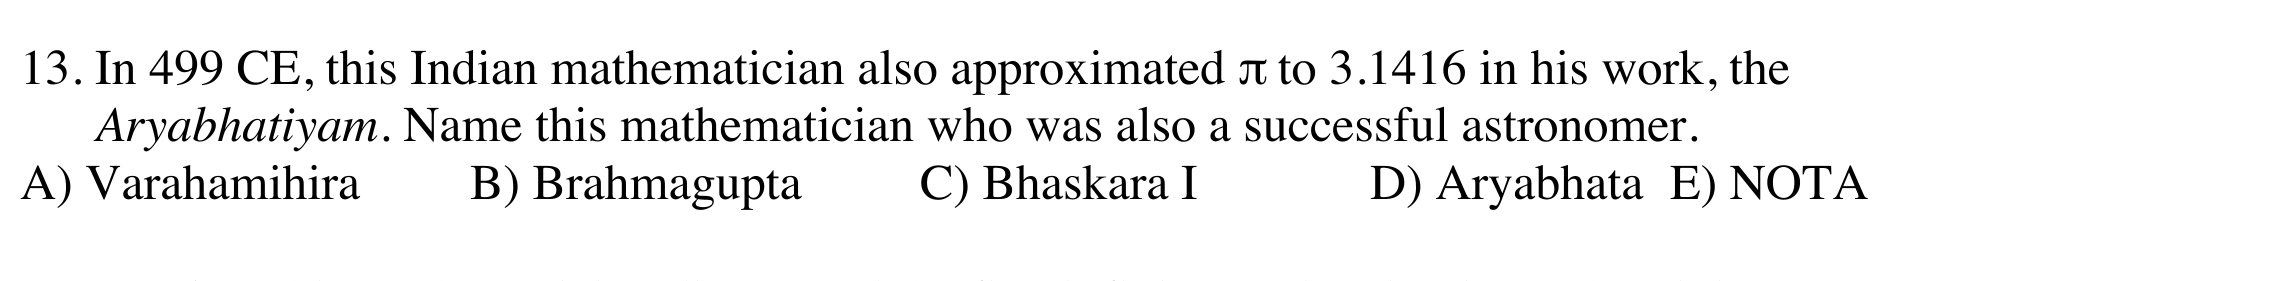 13. In 499 CE, this Indian mathematician also approximated π to 3.1416 in his work, the
Aryabhatiyam. Name this mathematician who was also a successful astronomer.
A) Varahamihira B) Brahmagupta C) Bhaskara I D) Aryabhata E) NOTA